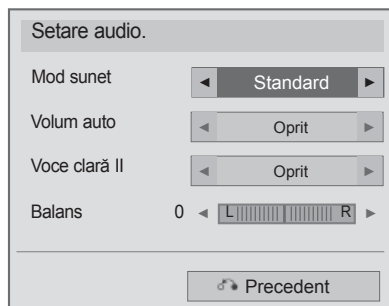 Setare audio.
Mod sunet ◄ Standard ►
Volum auto ◄ Oprit ►
Voce clară II ◄ Oprit ►
Balans 0 ◄ L R ►
Precedent